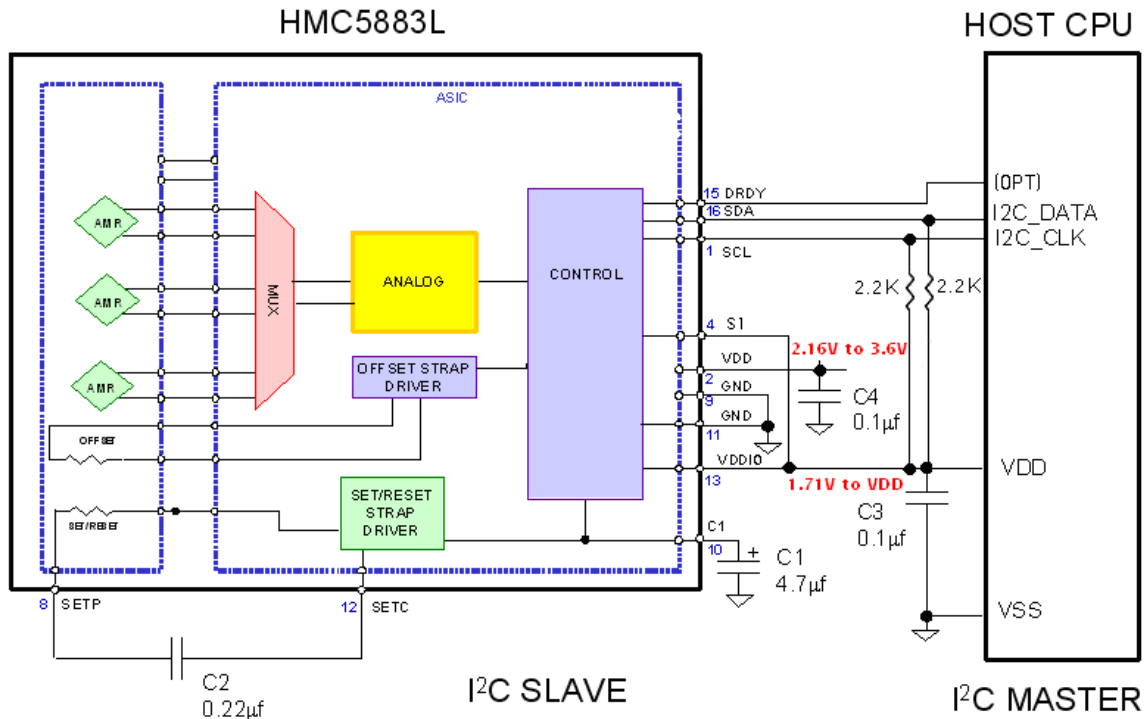 HMC5883L
HOST CPU
ASIC
AMR
AMR
AMR
MUX
ANALOG
CONTROL
OFFSET STRAP
DRIVER
OFFSET
SET/RESET
SET/RESET
STRAP
DRIVER
15 DRDY
16 SDA
1 SCL
4 S1
VDD
2 GND
9
GND
11
VDDIO
13
C1
10
(OPT)
I2C_DATA
I2C_CLK
2.2K
2.2K
2.16V to 3.6V
C4
0.1µf
1.71V to VDD
VDD
C3
0.1µf
+
C1
4.7µf
VSS
8 SETP
12 SETC
C2
0.22µf
I²C SLAVE
I²C MASTER